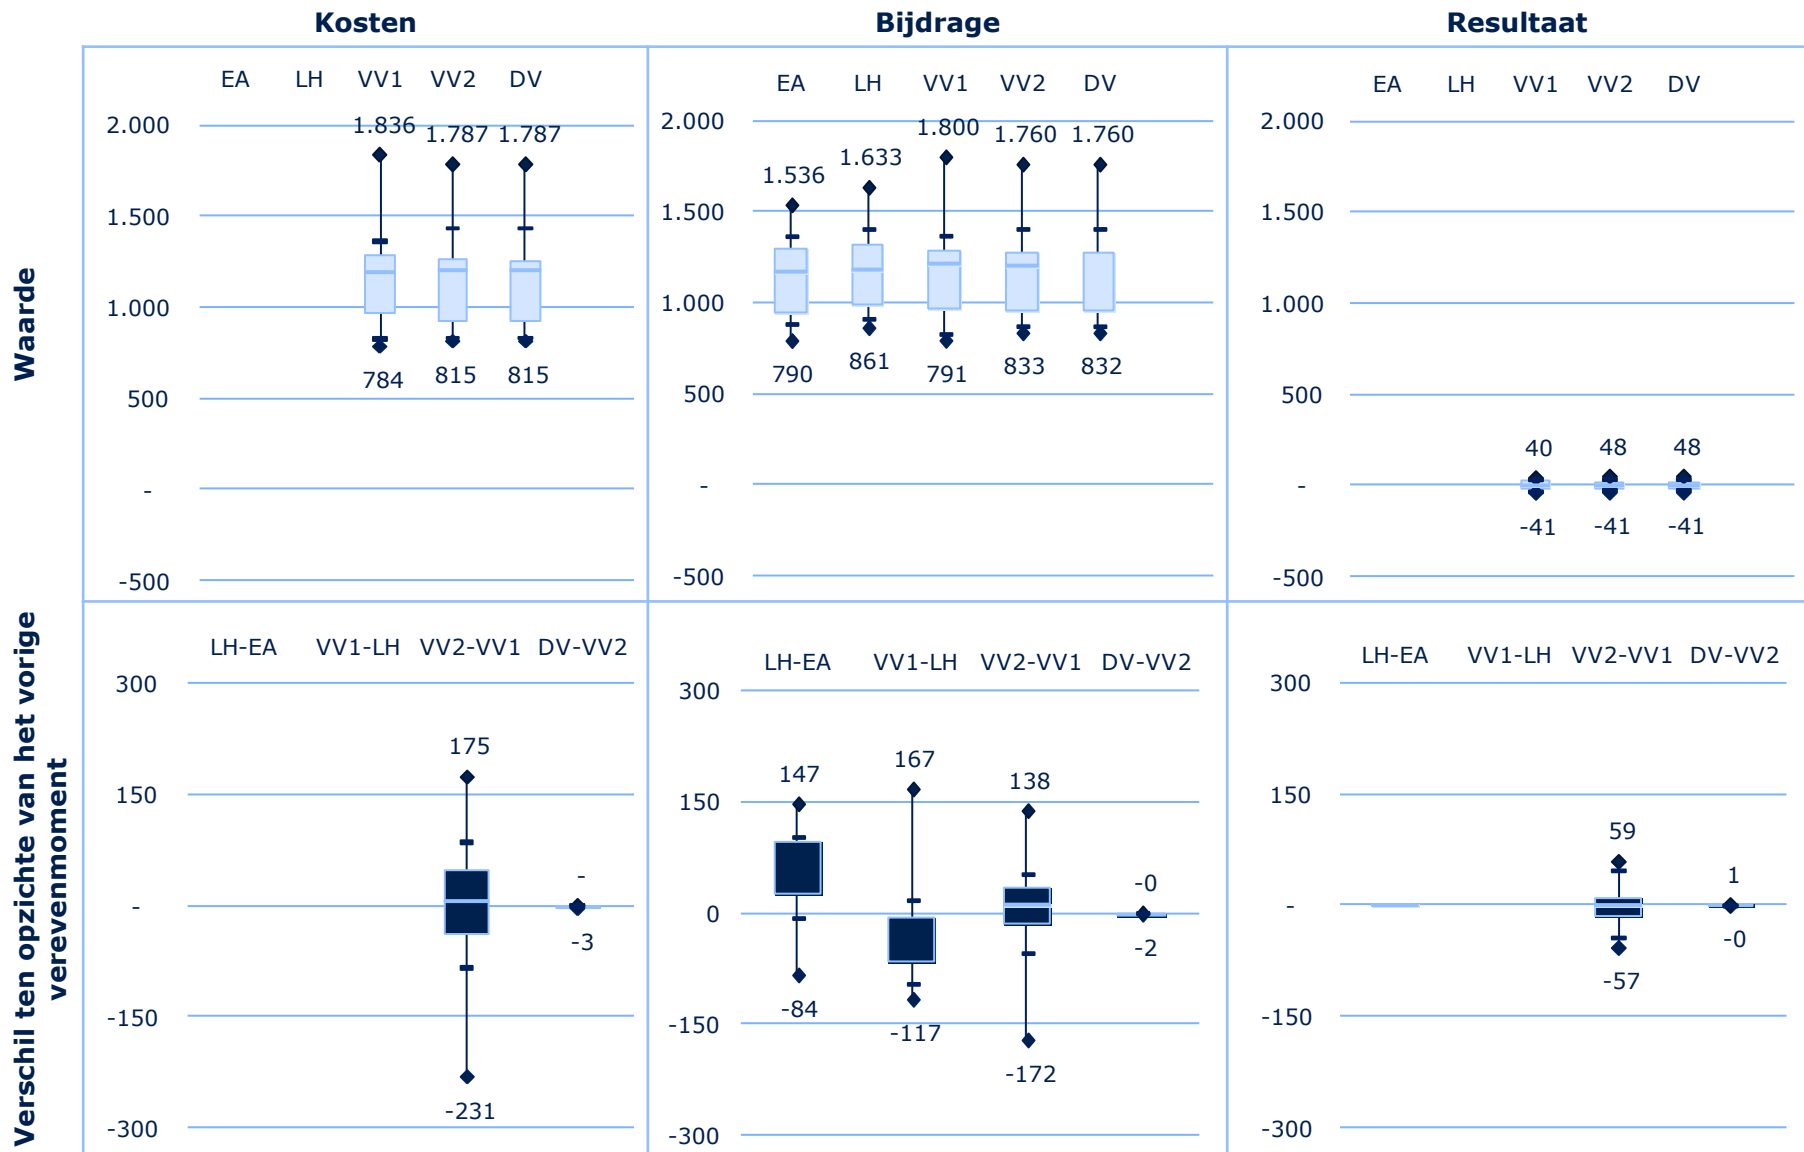 Kosten Bijdrage Resultaat
Waarde
EA LH VV1 VV2 DV
2.000
1.836 1.787 1.787
1.500
1.000
784 815 815
500
-
-500
EA LH VV1 VV2 DV
2.000
1.800 1.760 1.760
1.536 1.633
1.500
1.000
790 861 791 833 832
500
-
-500
EA LH VV1 VV2 DV
2.000
1.500
1.000
500
40 48 48
-
-41 -41 -41
-500
Verschil ten opzichte van het vorige
verevenmoment
LH-EA VV1-LH VV2-VV1 DV-VV2
300
175
150
-
-
-3
-150
-231
-300
LH-EA VV1-LH VV2-VV1 DV-VV2
300
147 167 138
150
-0
0
-2
-84 -117
-150
-172
-300
LH-EA VV1-LH VV2-VV1 DV-VV2
300
150
59
1
-
-0
-57
-150
-300